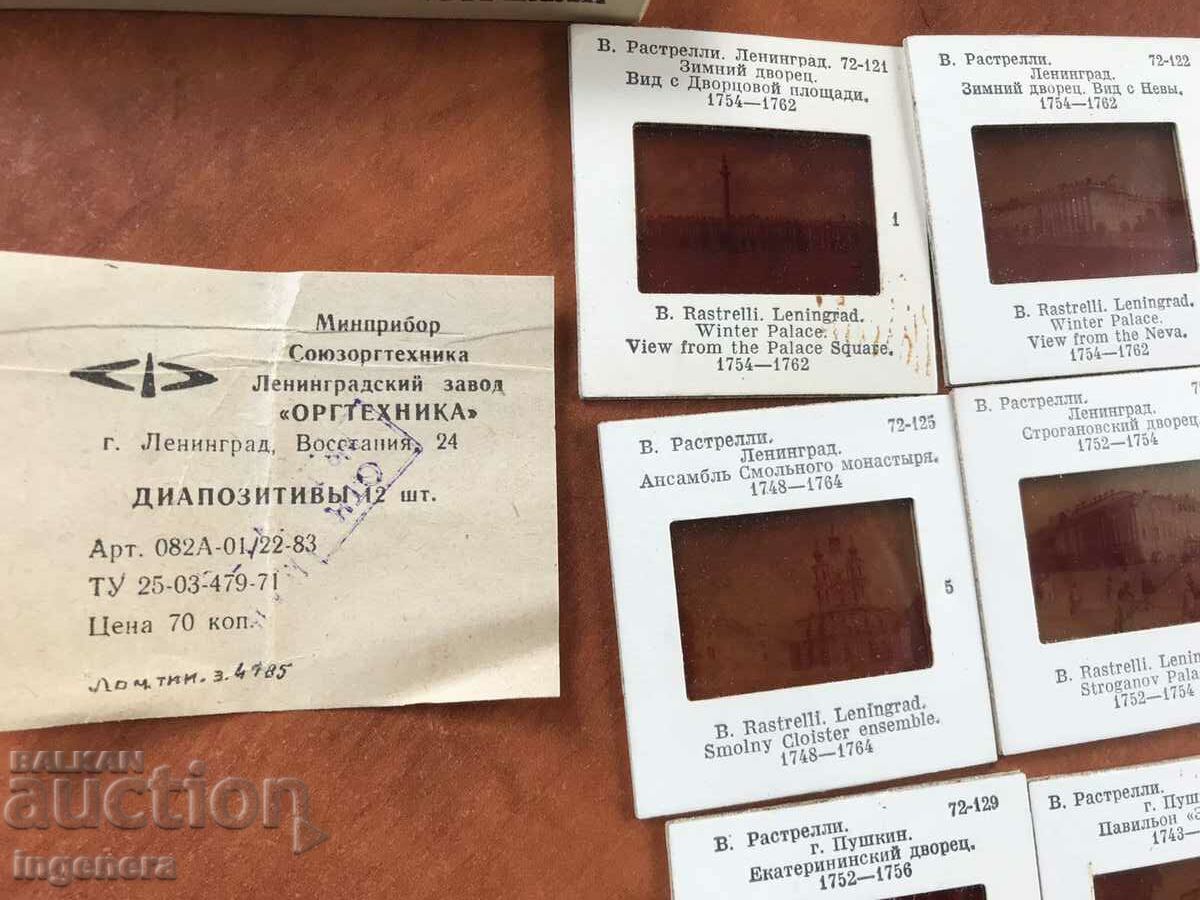 Минприбор
Союзоргтехника
Ленинградский завод
«ОРГТЕХНИКА»
г. Ленинград, Восстания, 24
ДИАПОЗИТИВЫ 12 шт.
Арт. 082А-01/22-83
ТУ 25-03-479-71
Цена 70 коп.
з. 4785
В. Растрелли. Ленинград. 72-121
Зимний дворец.
Вид с Дворцовой площади.
1754—1762
1
B. Rastrelli. Leningrad.
Winter Palace.
View from the Palace Square.
1754—1762
В. Растрелли. 72-122
Ленинград.
Зимний дворец. Вид с Невы.
1754—1762
B. Rastrelli. Leningrad.
Winter Palace.
View from the Neva.
1754—1762
В. Растрелли. 72-125
Ленинград.
Ансамбль Смольного монастыря.
1748—1764
5
B. Rastrelli. Leningrad.
Smolny Cloister ensemble.
1748—1764
В. Растрелли.
Ленинград.
Строгановский дворец.
1752—1754
B. Rastrelli. Lenin
Stroganov Pala
1752—1754
72-129
В. Растрелли.
г. Пушкин.
Екатерининский дворец.
1752—1756
В. Растрелли.
г. Пуш
Павильон «Э
1743—
BALKAN
auction
ingenera